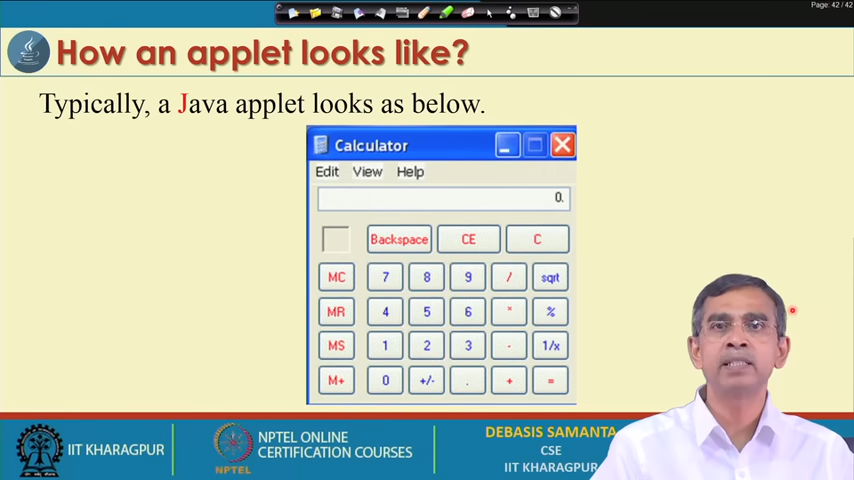 Page: 42 / 42
How an applet looks like?
Typically, a Java applet looks as below.
Calculator
Edit View Help
0.
Backspace CE C
MC 7 8 9 / sqrt
MR 4 5 6 * %
MS 1 2 3 - 1/x
M+ 0 +/- . + =
IIT KHARAGPUR
NPTEL
NPTEL ONLINE
CERTIFICATION COURSES
DEBASIS SAMANTA
CSE
IIT KHARAGPUR